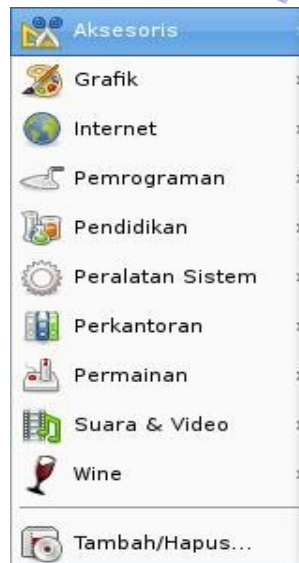 Aksesoris
Grafik
Internet
Pemrograman
Pendidikan
Peralatan Sistem
Perkantoran
Permainan
Suara & Video
Wine
Tambah/Hapus...